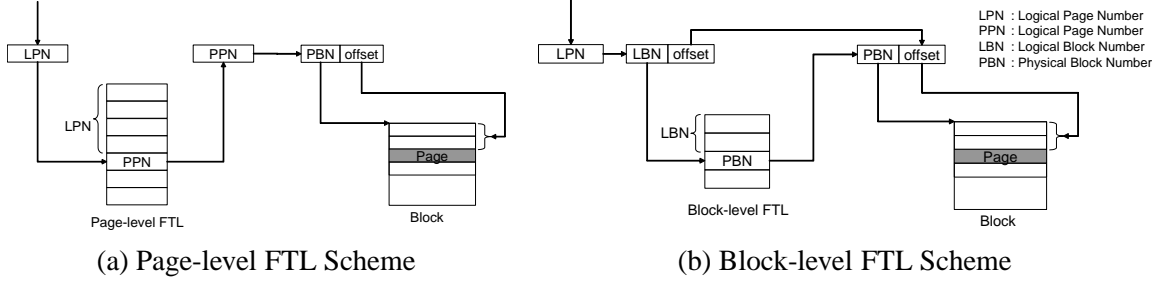 LPN
PPN
PBN offset
LPN
PPN
Page
Page-level FTL
Block
(a) Page-level FTL Scheme
LPN
LBN offset
PBN offset
LBN
PBN
Page
Block-level FTL
Block
(b) Block-level FTL Scheme
LPN : Logical Page Number
PPN : Logical Page Number
LBN : Logical Block Number
PBN : Physical Block Number